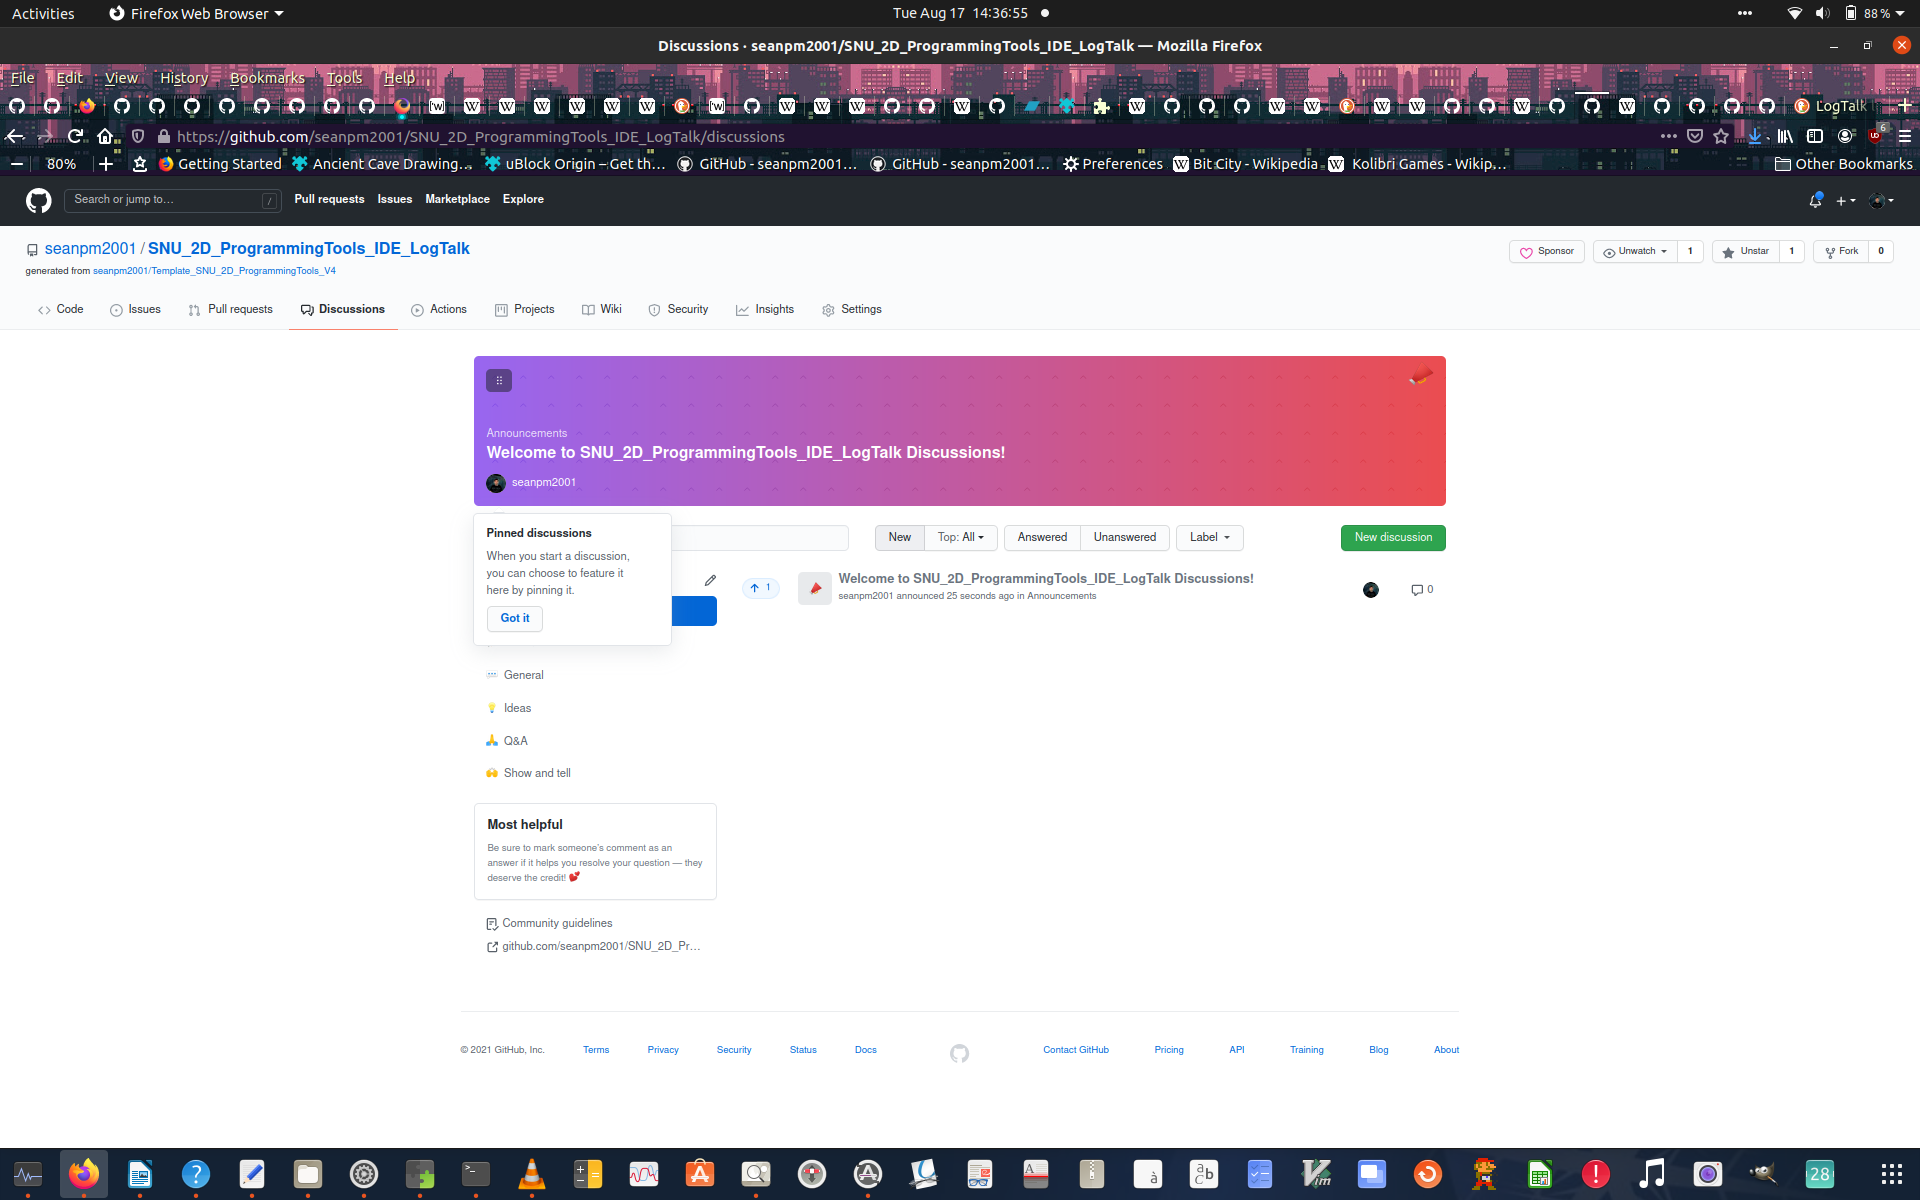 Activities
Firefox Web Browser
Tue Aug 17 14:36:55
88 %
Discussions · seanpm2001/SNU_2D_ProgrammingTools_IDE_LogTalk — Mozilla Firefox
File Edit View History Bookmarks Tools Help
LogTalk
https://github.com/seanpm2001/SNU_2D_ProgrammingTools_IDE_LogTalk/discussions
6
80%
Getting Started
Ancient Cave Drawing…
uBlock Origin – Get th…
GitHub - seanpm2001…
GitHub - seanpm2001…
Preferences
Bit City - Wikipedia
Kolibri Games - Wikip…
Other Bookmarks
Search or jump to…
/
Pull requests Issues Marketplace Explore
seanpm2001 / SNU_2D_ProgrammingTools_IDE_LogTalk
generated from seanpm2001/Template_SNU_2D_ProgrammingTools_V4
Sponsor
Unwatch 1
Unstar 1
Fork 0
Code
Issues
Pull requests
Discussions
Actions
Projects
Wiki
Security
Insights
Settings
Announcements
Welcome to SNU_2D_ProgrammingTools_IDE_LogTalk Discussions!
seanpm2001
Pinned discussions
When you start a discussion,
you can choose to feature it
here by pinning it.
Got it
New
Top: All
Answered
Unanswered
Label
New discussion
1
Welcome to SNU_2D_ProgrammingTools_IDE_LogTalk Discussions!
seanpm2001 announced 25 seconds ago in Announcements
0
General
Ideas
Q&A
Show and tell
Most helpful
Be sure to mark someone's comment as an
answer if it helps you resolve your question — they
deserve the credit!
Community guidelines
github.com/seanpm2001/SNU_2D_Pr…
© 2021 GitHub, Inc.
Terms
Privacy
Security
Status
Docs
Contact GitHub
Pricing
API
Training
Blog
About
28